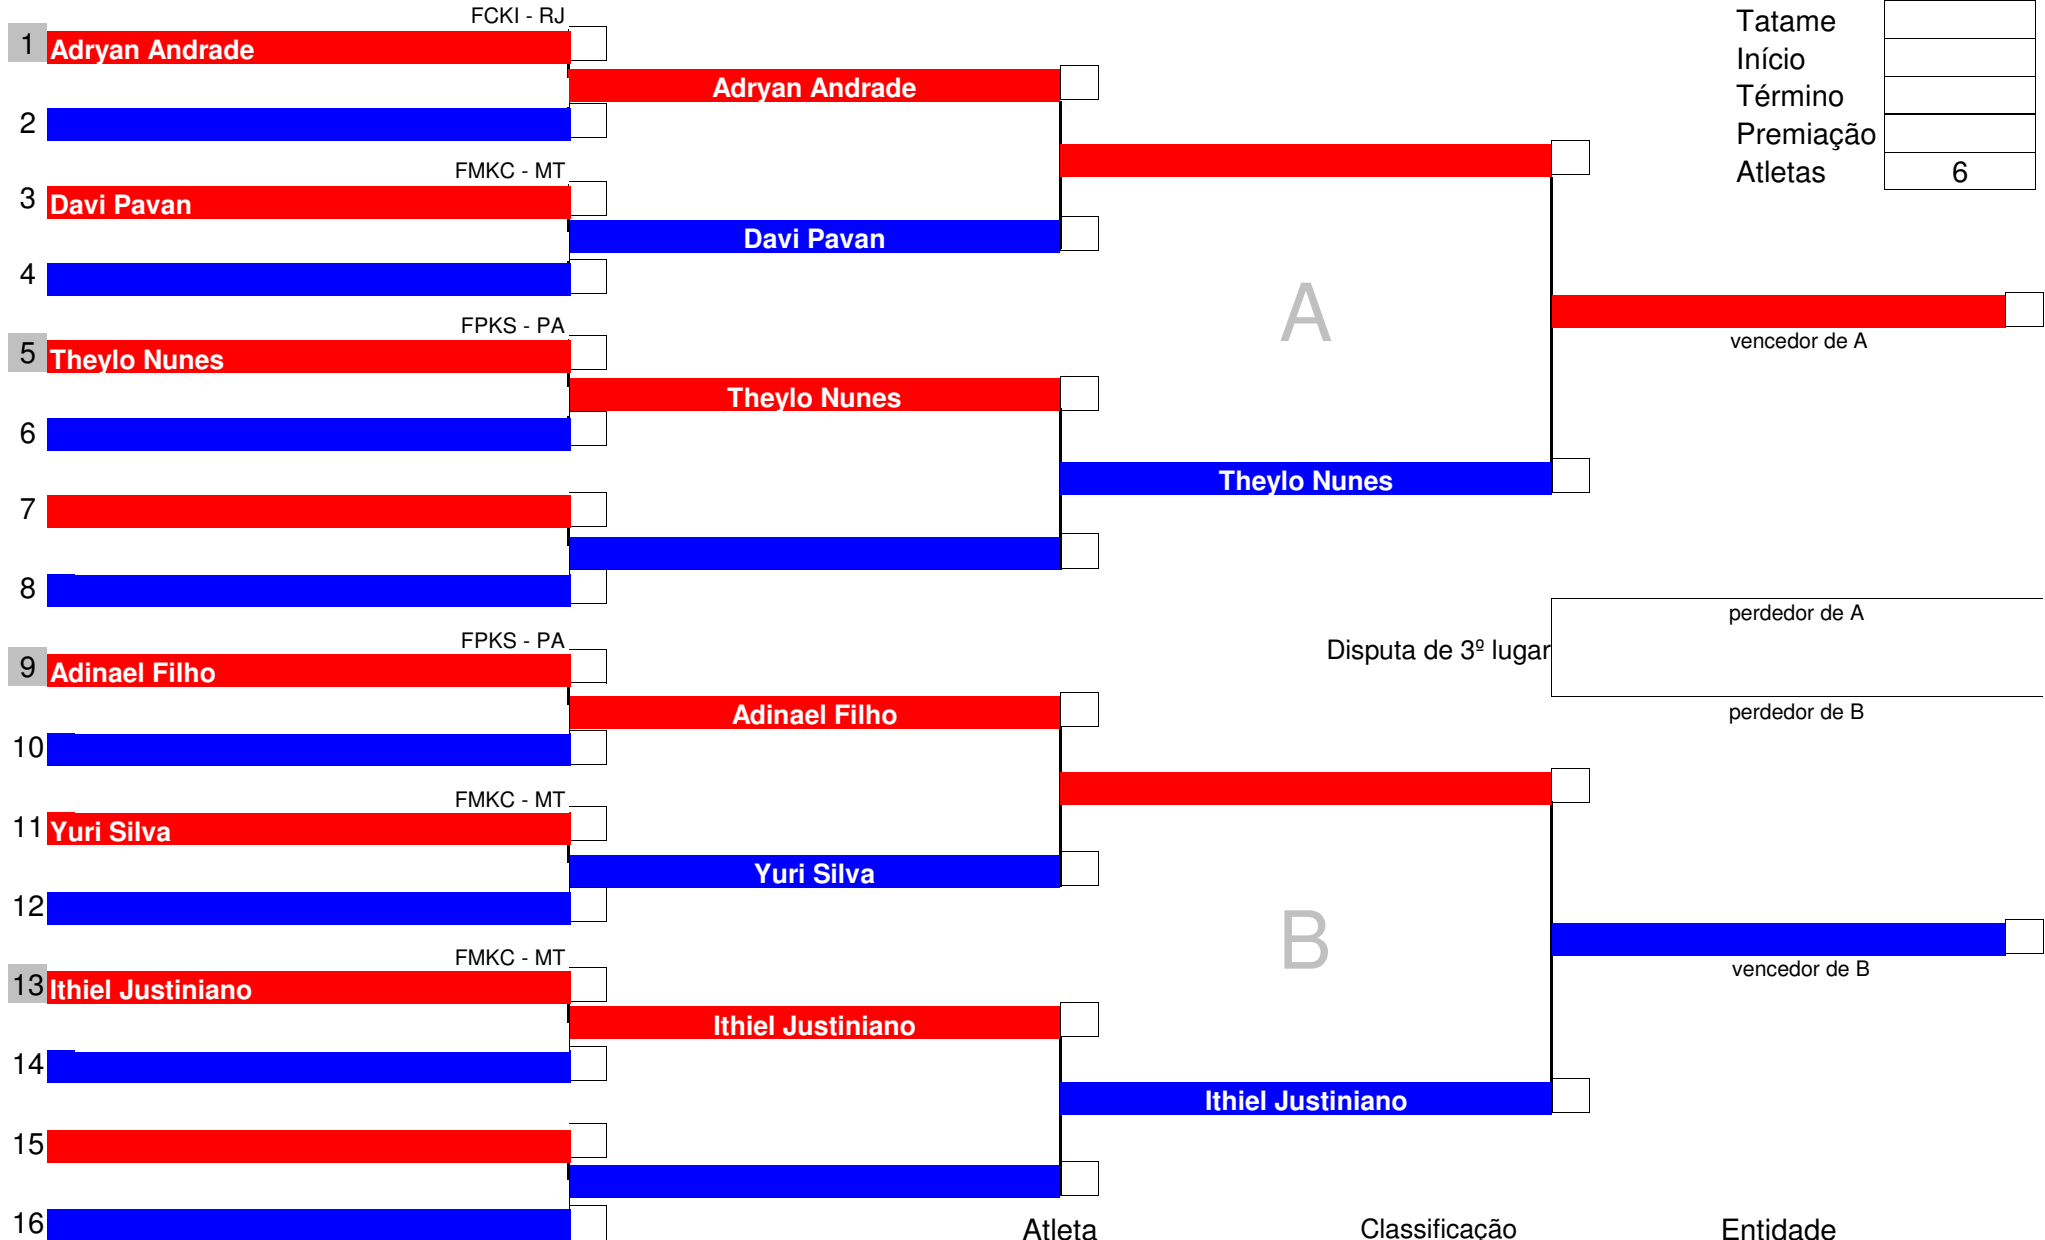 FCKI - RJ
Tatame
1 Adryan Andrade
Início
Adryan Andrade
Término
2
Premiação
FMKC - MT
Atletas 6
3 Davi Pavan
Davi Pavan
4
A
FPKS - PA
vencedor de A
5 Theylo Nunes
Theylo Nunes
6
Theylo Nunes
7
8
perdedor de A
FPKS - PA
Disputa de 3º lugar
9 Adinael Filho
Adinael Filho
perdedor de B
10
FMKC - MT
11 Yuri Silva
Yuri Silva
12
B
FMKC - MT
vencedor de B
13 Ithiel Justiniano
Ithiel Justiniano
14
Ithiel Justiniano
15
16
Atleta Classificação Entidade